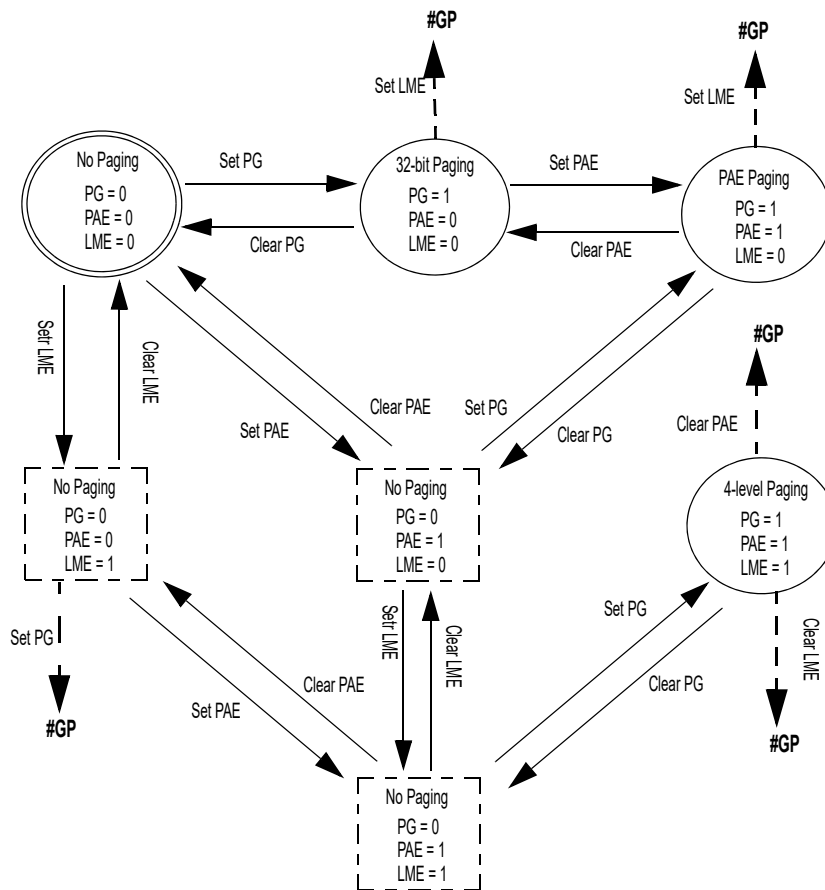 #GP
#GP
Set LME
Set LME
No Paging
PG = 0
PAE = 0
LME = 0
Set PG
32-bit Paging
PG = 1
PAE = 0
LME = 0
Set PAE
PAE Paging
PG = 1
PAE = 1
LME = 0
Clear PG
Clear PAE
Setr LME
Clear LME
#GP
Clear PAE
Set PAE
Set PG
Clear PG
Clear PAE
No Paging
PG = 0
PAE = 0
LME = 1
No Paging
PG = 0
PAE = 1
LME = 0
4-level Paging
PG = 1
PAE = 1
LME = 1
Set PG
#GP
Setr LME
Clear LME
Set PG
Clear PG
Clear LME
#GP
Clear PAE
Set PAE
No Paging
PG = 0
PAE = 1
LME = 1